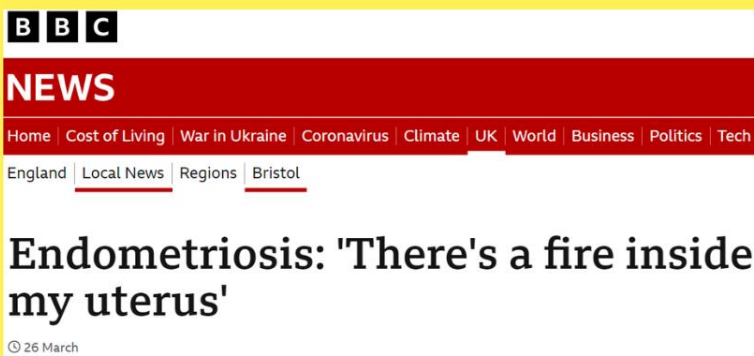 BBC
NEWS
Home Cost of Living War in Ukraine Coronavirus Climate UK World Business Politics Tech
England Local News Regions Bristol
Endometriosis: 'There's a fire inside
my uterus'
26 March